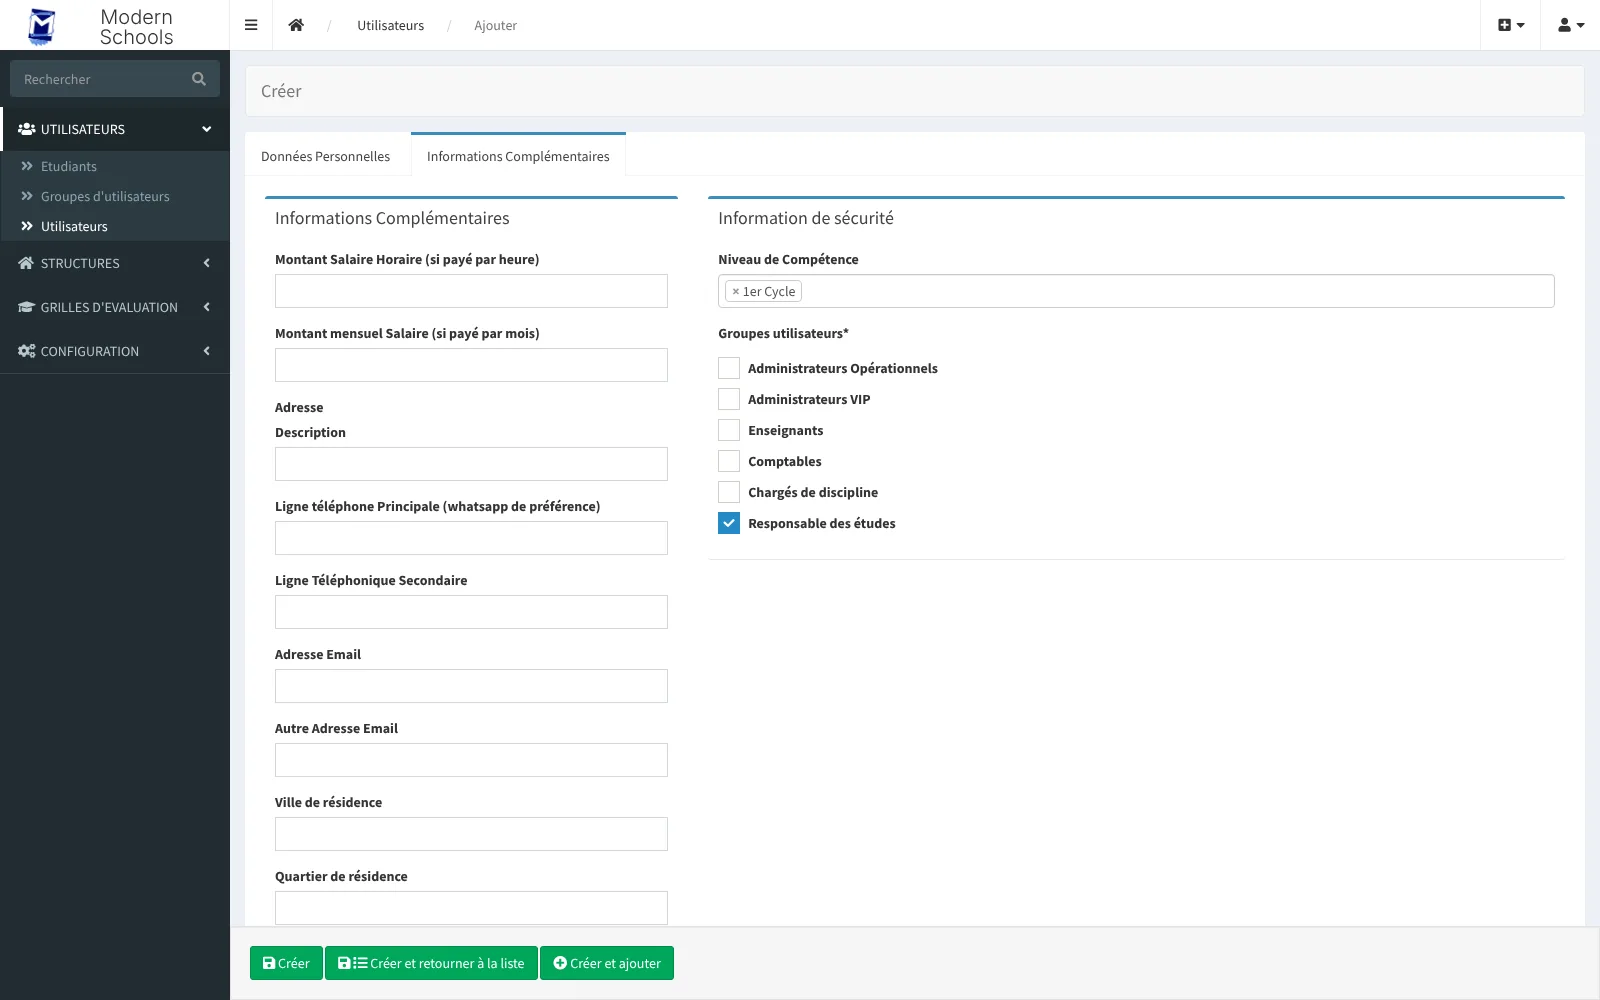 Modern
Schools
Utilisateurs / Ajouter
/
Rechercher
UTILISATEURS
Etudiants
Groupes d'utilisateurs
Utilisateurs
STRUCTURES
GRILLES D'EVALUATION
CONFIGURATION
Créer
Données Personnelles
Informations Complémentaires
Informations Complémentaires
Montant Salaire Horaire (si payé par heure)
Montant mensuel Salaire (si payé par mois)
Adresse
Description
Ligne téléphone Principale (whatsapp de préférence)
Ligne Téléphonique Secondaire
Adresse Email
Autre Adresse Email
Ville de résidence
Quartier de résidence
Information de sécurité
Niveau de Compétence
× 1er Cycle
Groupes utilisateurs*
Administrateurs Opérationnels
Administrateurs VIP
Enseignants
Comptables
Chargés de discipline
Responsable des études
Créer
Créer et retourner à la liste
Créer et ajouter